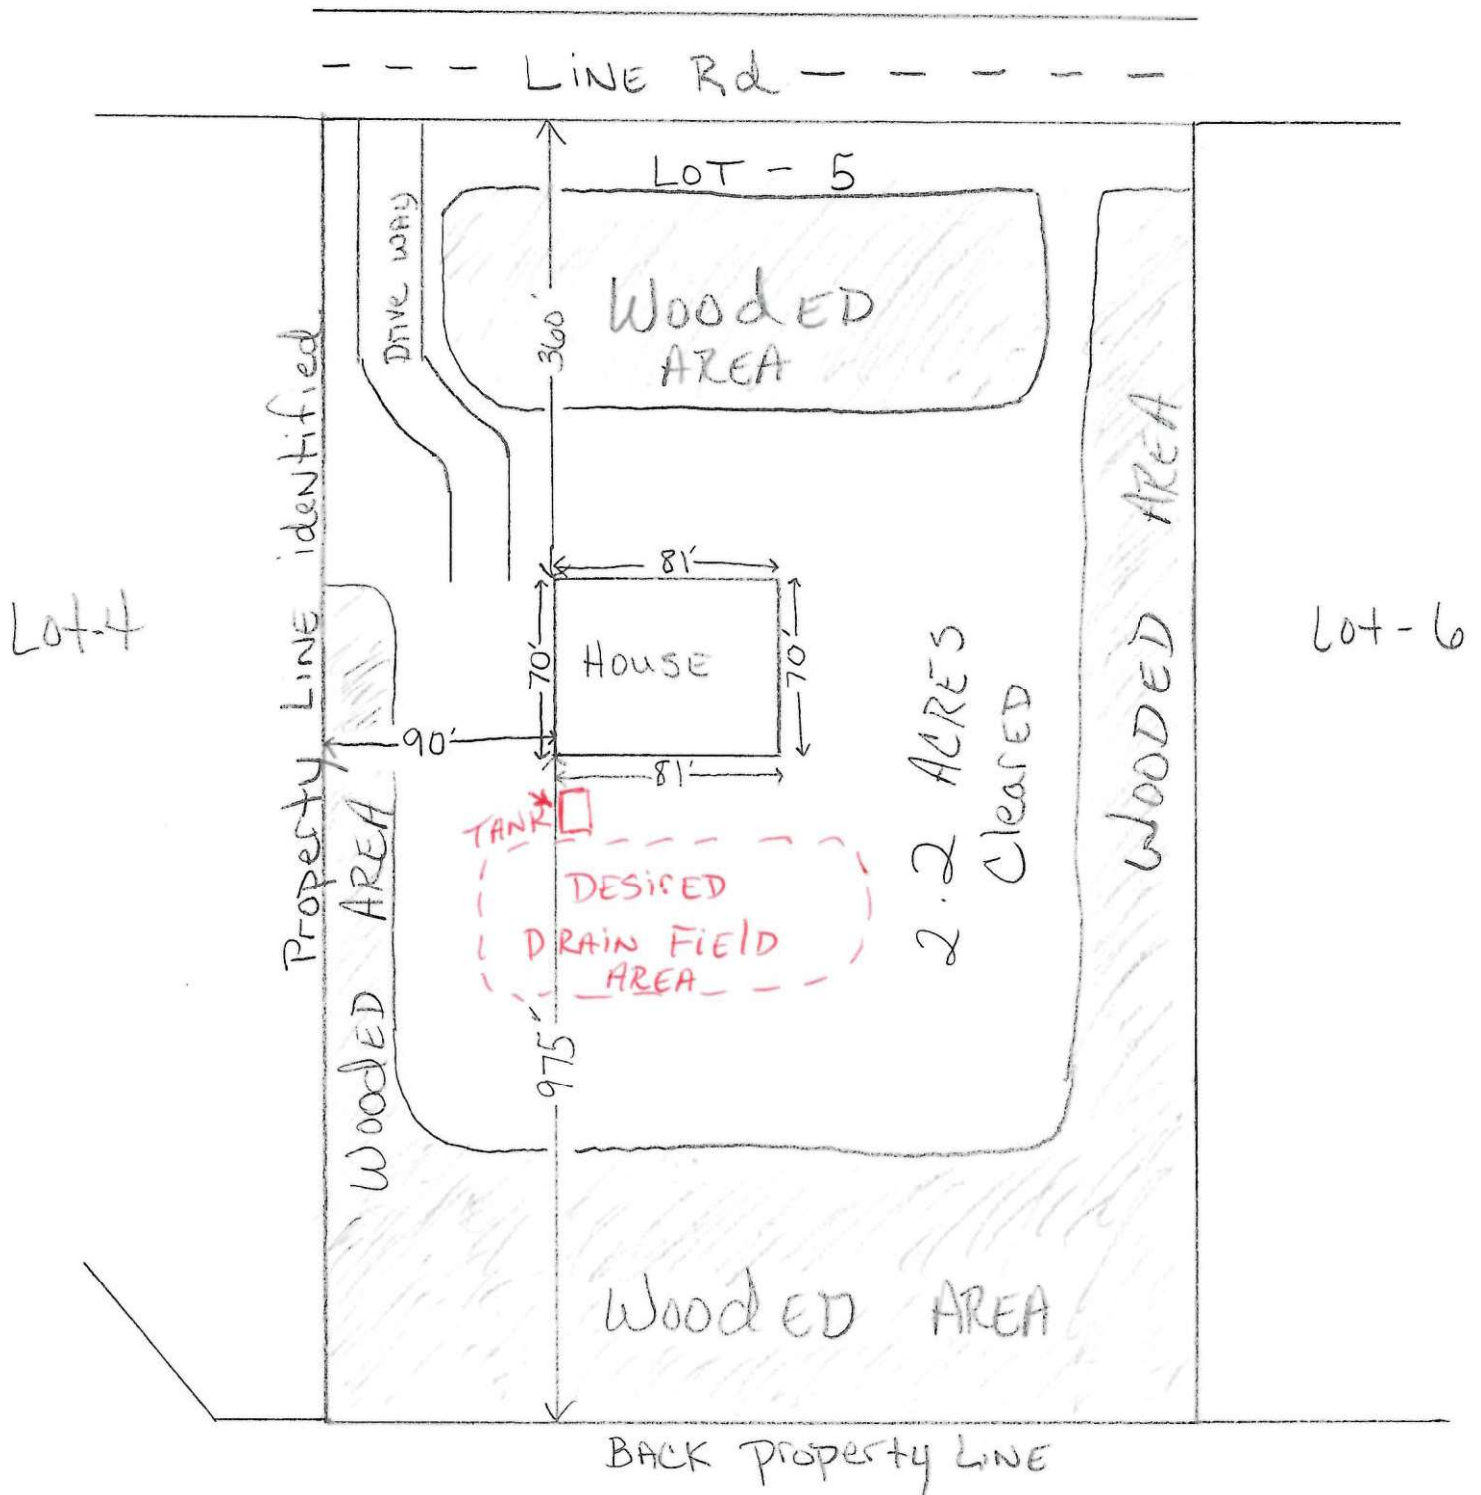 LINE Rd
LOT - 5
DRIVE WAY
WOODED
AREA
360'
Property LINE identified
81'
70'
HOUSE
70'
90'
81'
Lot-4
Lot-6
2.2 ACRES
CleareD
WOODED AREA
WOODED AREA
TANK
DESIRED
DRAIN FIELD
AREA
975'
WOODED AREA
BACK property LINE